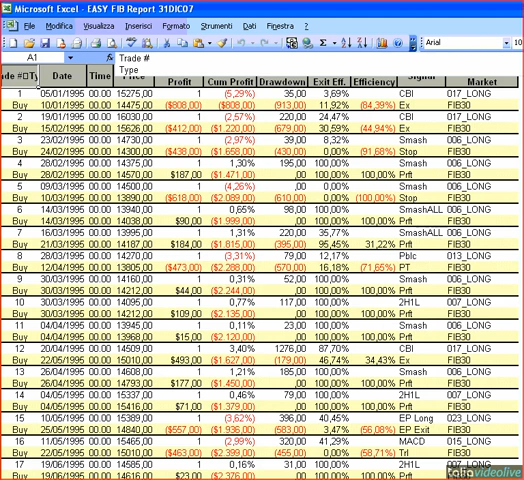 Microsoft Excel - EASY FIB Report 31DIC07
File Modifica Visualizza Inserisci Formato Strumenti Dati Finestra ?
Arial 10
A1 Trade #
Type
Date Time Price Profit Cum Profit Drawdown Exit Eff. Efficiency Signal Market
1 05/01/1995 00.00 15275,00 1 (5,29%) 35,00 3,69% CBI 017_LONG
Buy 10/01/1995 00.00 14475,00 ($808,00) ($808,00) (913,00) 11,92% (84,39%) Ex FIB30
2 19/01/1995 00.00 16030,00 1 (2,57%) 220,00 24,47% CBI 017_LONG
Buy 15/02/1995 00.00 15626,00 ($412,00) ($1.220,00) (679,00) 30,59% (44,94%) Ex FIB30
3 23/02/1995 00.00 14730,00 1 (2,97%) 39,00 8,32% Smash 006_LONG
Buy 24/02/1995 00.00 14300,00 ($438,00) ($1.658,00) (430,00) 0,00% (91,68%) Stop FIB30
4 28/02/1995 00.00 14375,00 1 1,30% 195,00 100,00% Smash 006_LONG
Buy 28/02/1995 00.00 14570,00 $187,00 ($1.471,00) ,00 100,00% 100,00% Prft FIB30
5 09/03/1995 00.00 14500,00 1 (4,26%) ,00 0,00% Smash 006_LONG
Buy 10/03/1995 00.00 13890,00 ($618,00) ($2.089,00) (610,00) 0,00% (100,00%) Stop FIB30
6 14/03/1995 00.00 13940,00 1 0,65% 98,00 100,00% SmashALL 006_LONG
Buy 14/03/1995 00.00 14038,00 $90,00 ($1.999,00) ,00 100,00% 100,00% Prft FIB30
7 16/03/1995 00.00 13995,00 1 1,31% 220,00 35,77% SmashALL 006_LONG
Buy 21/03/1995 00.00 14187,00 $184,00 ($1.815,00) (395,00) 95,45% 31,22% Prft FIB30
8 28/03/1995 00.00 14270,00 1 (3,31%) 79,00 12,17% Pblc 013_LONG
Buy 12/04/1995 00.00 13805,00 ($473,00) ($2.288,00) (570,00) 16,18% (71,65%) PT FIB30
9 30/03/1995 00.00 14160,00 1 0,31% 52,00 100,00% Smash 006_LONG
Buy 30/03/1995 00.00 14212,00 $44,00 ($2.244,00) ,00 100,00% 100,00% Prft FIB30
10 30/03/1995 00.00 14095,00 1 0,77% 117,00 100,00% 2H1L 007_LONG
Buy 30/03/1995 00.00 14212,00 $109,00 ($2.135,00) ,00 100,00% 100,00% Prft FIB30
11 04/04/1995 00.00 13945,00 1 0,11% 23,00 100,00% Smash 006_LONG
Buy 04/04/1995 00.00 13968,00 $15,00 ($2.120,00) ,00 100,00% 100,00% Prft FIB30
12 20/04/1995 00.00 14509,00 1 3,40% 1276,00 87,70% CBI 017_LONG
Buy 22/05/1995 00.00 15010,00 $493,00 ($1.627,00) (179,00) 46,74% 34,43% Ex FIB30
13 26/04/1995 00.00 14608,00 1 1,21% 185,00 100,00% Smash 006_LONG
Buy 26/04/1995 00.00 14793,00 $177,00 ($1.450,00) ,00 100,00% 100,00% Prft FIB30
14 04/05/1995 00.00 15337,00 1 0,46% 79,00 100,00% 2H1L 007_LONG
Buy 04/05/1995 00.00 15416,00 $71,00 ($1.379,00) ,00 100,00% 100,00% Prft FIB30
15 10/05/1995 00.00 15389,00 1 (3,62%) 396,00 40,45% EP Long 023_LONG
Buy 25/05/1995 00.00 14840,00 ($557,00) ($1.936,00) (583,00) 3,47% (56,08%) EP Exit FIB30
16 11/05/1995 00.00 15465,00 1 (2,99%) 320,00 41,29% MACD 015_LONG
Buy 22/05/1995 00.00 15010,00 ($463,00) ($2.399,00) (455,00) 0,00% (58,71%) Trl FIB30
17 19/06/1995 00.00 14585,00 1 0,16% 31,00 100,00% 2H1L 007_LONG
Buy 19/06/1995 00.00 14616,00 $23,00 ($2.376,00) ,00 100,00% 100,00% Prft
italiavideolive